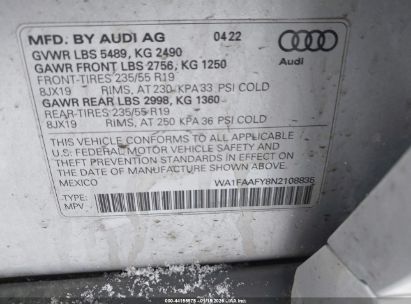 MFD. BY AUDI AG 04 22
GVWR LBS 5489, KG 2490
GAWR FRONT LBS 2756, KG 1250
FRONT-TIRES 235/55 R19
8JX19 RIMS, AT 230 KPA 33 PSI COLD
GAWR REAR LBS 2998, KG 1360
REAR-TIRES 235/55 R19
8JX19 RIMS, AT 250 KPA 36 PSI COLD
Audi
THIS VEHICLE CONFORMS TO ALL APPLICABLE
U.S. FEDERAL MOTOR VEHICLE SAFETY AND
THEFT PREVENTION STANDARDS IN EFFECT ON
THE DATE OF MANUFACTURE SHOWN ABOVE.
MEXICO WA1FAAFY8N2108835
TYPE:
MPV